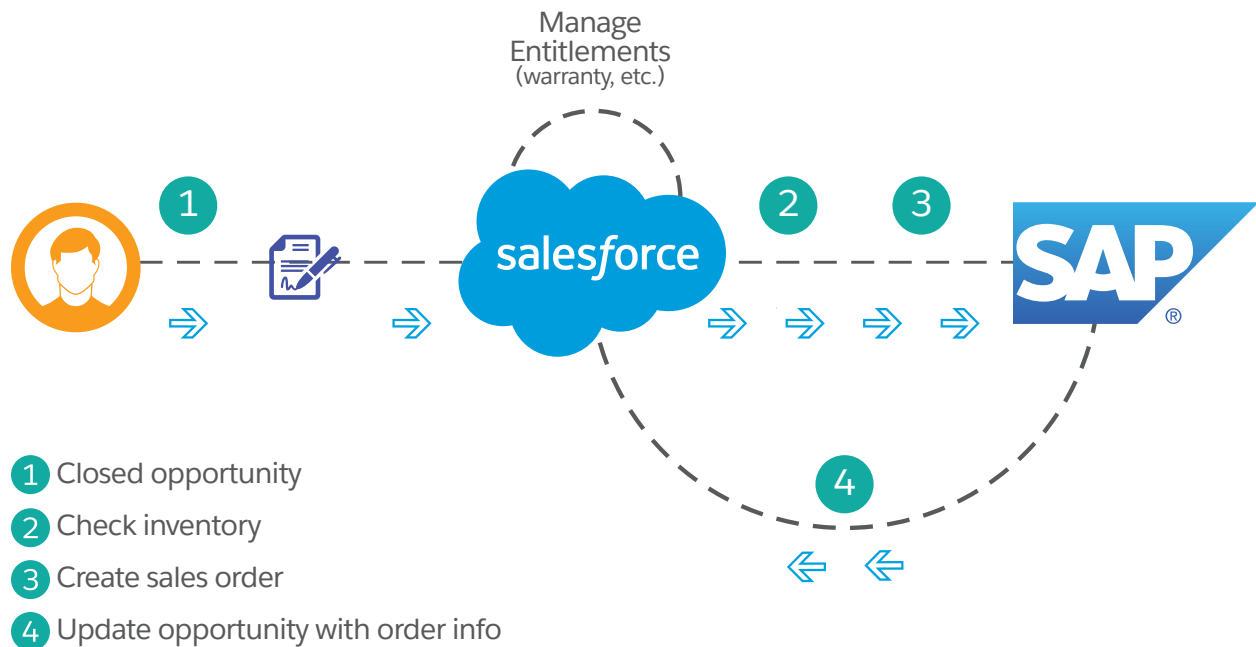 Manage
Entitlements
(warranty, etc.)
1
2
3
salesforce
SAP
®
4
1 Closed opportunity
2 Check inventory
3 Create sales order
4 Update opportunity with order info